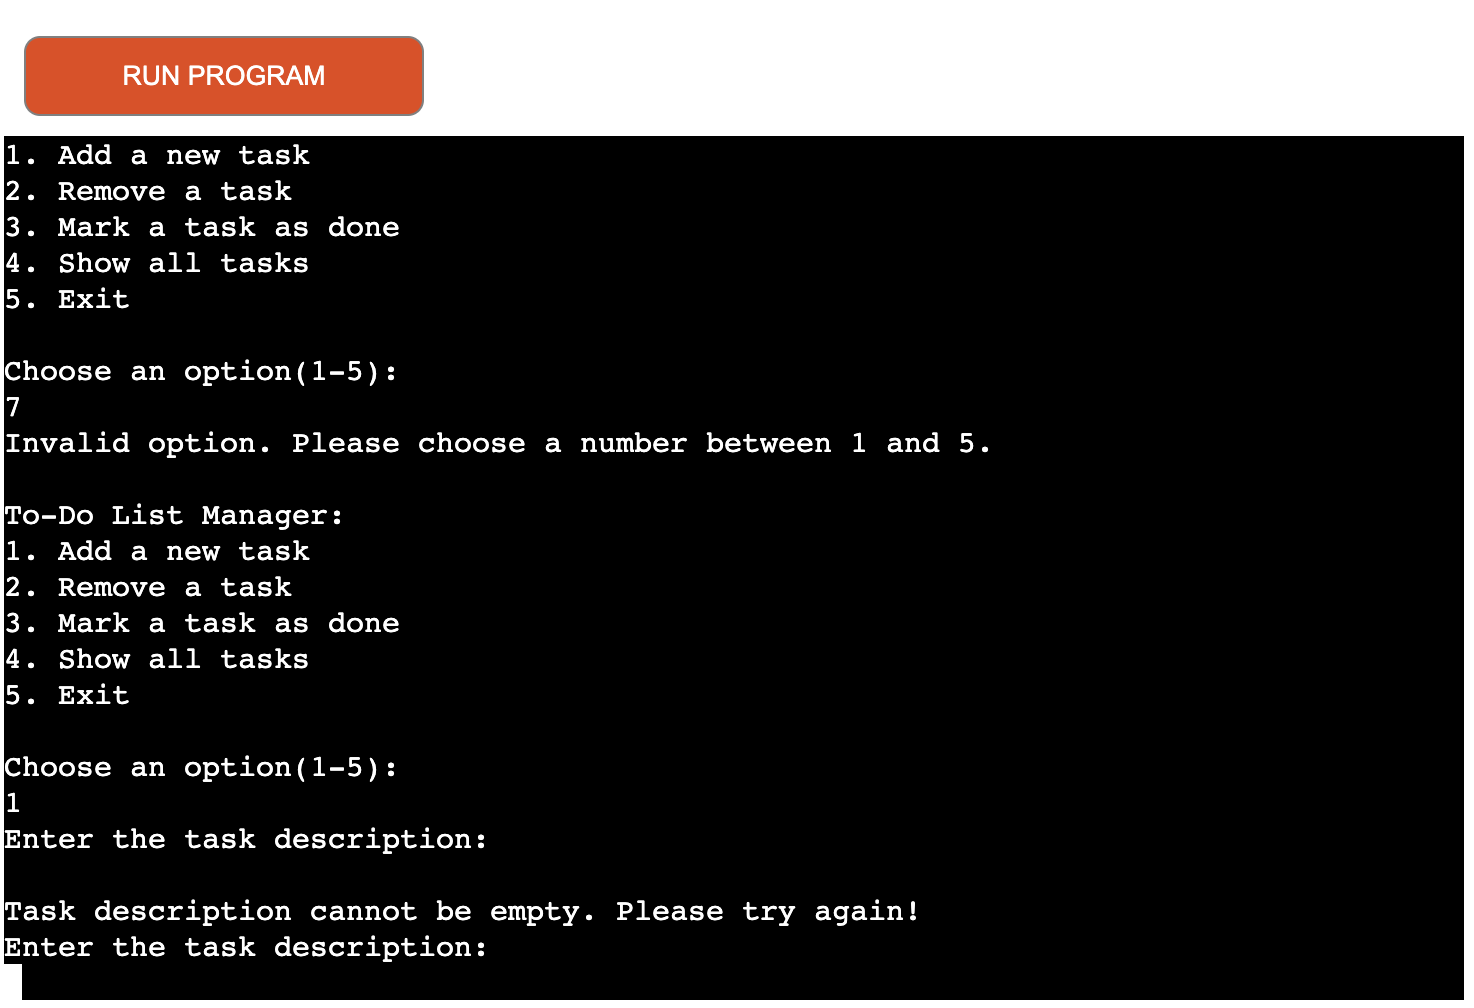 RUN PROGRAM
1. Add a new task
2. Remove a task
3. Mark a task as done
4. Show all tasks
5. Exit
Choose an option(1-5):
7
Invalid option. Please choose a number between 1 and 5.
To-Do List Manager:
1. Add a new task
2. Remove a task
3. Mark a task as done
4. Show all tasks
5. Exit
Choose an option(1-5):
1
Enter the task description:
Task description cannot be empty. Please try again!
Enter the task description: